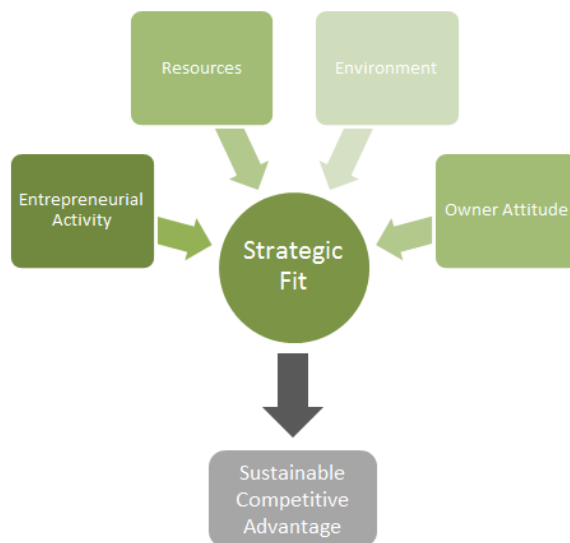 Resources
Environment
Entrepreneurial
Activity
Owner Attitude
Strategic
Fit
Sustainable
Competitive
Advantage